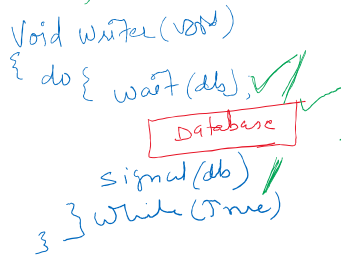 Void writer(void)
{ do { wait(db),
Database
signal(db)
} } while(True)